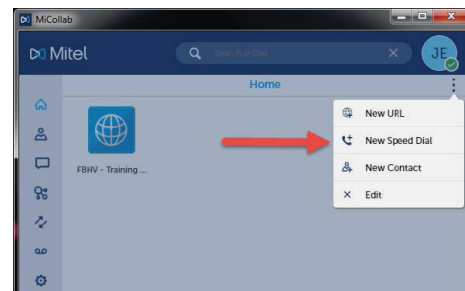 MiCollab
Mitel
Search or Dial
JE
Home
New URL
New Speed Dial
FBHV - Training ...
New Contact
Edit